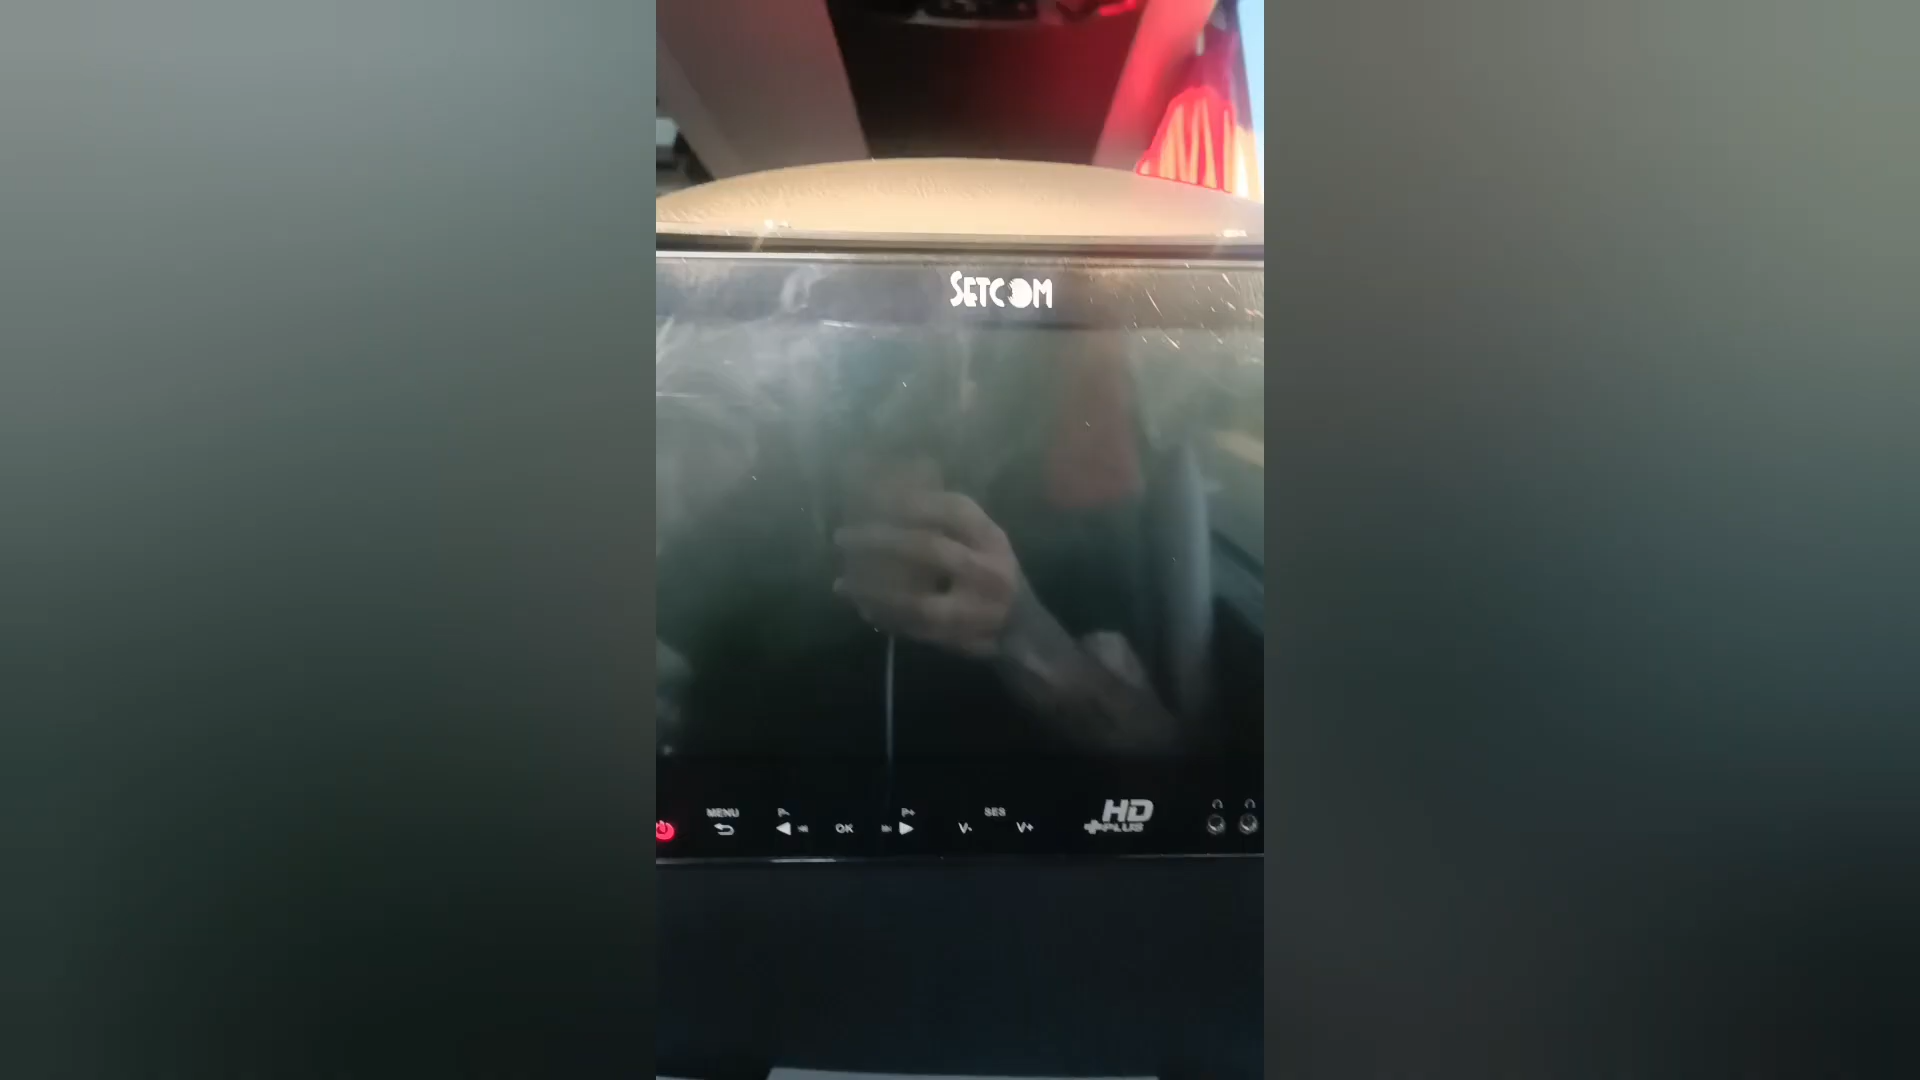 SETCOM
MENU P- P+ SES
OK V- V+
HD
+PLUS